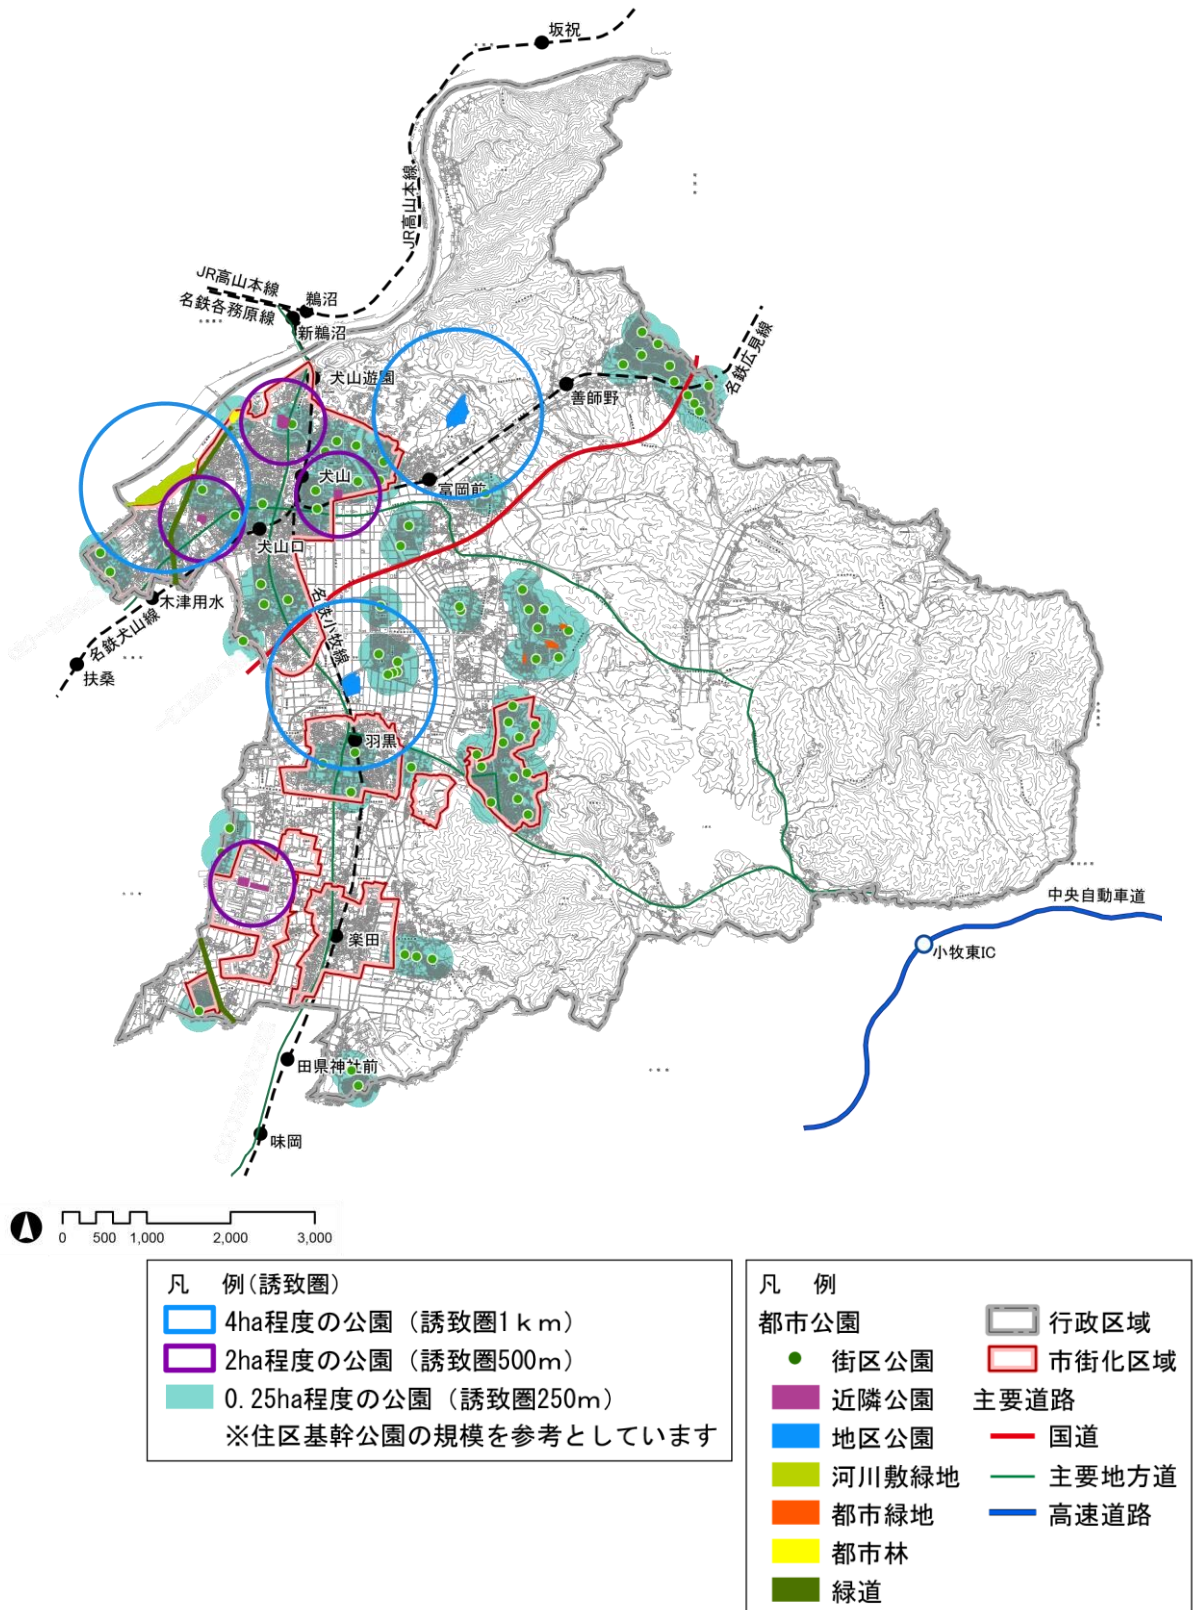 坂祝
JR高山本線
JR高山本線
名鉄各務原線
鵜沼
新鵜沼
犬山遊園
善師野
名鉄広見線
犬山
富岡前
犬山口
木津用水
名鉄犬山線
扶桑
名鉄小牧線
羽黒
楽田
中央自動車道
小牧東IC
田県神社前
味岡
0 500 1,000 2,000 3,000
凡 例(誘致圏)
4ha程度の公園（誘致圏1ｋｍ）
2ha程度の公園（誘致圏500ｍ）
0.25ha程度の公園（誘致圏250ｍ）
※住区基幹公園の規模を参考としています
凡 例
都市公園
街区公園
近隣公園
地区公園
河川敷緑地
都市緑地
都市林
緑道
行政区域
市街化区域
主要道路
国道
主要地方道
高速道路